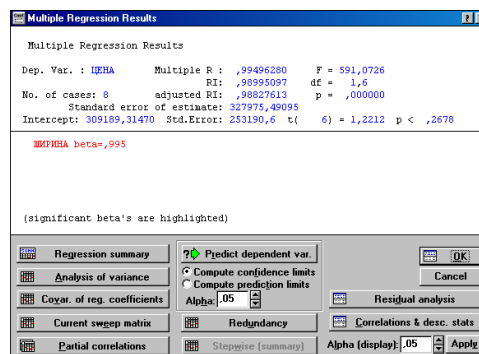 Multiple Regression Results
Multiple Regression Results
Dep. Var. : ЦЕНА Multiple R : ,99496280 F = 591,0726
RI: ,98995097 df = 1,6
No. of cases: 8 adjusted RI: ,98827613 p = ,000000
Standard error of estimate: 327975,49095
Intercept: 309189,31470 Std.Error: 253190,6 t( 6) = 1,2212 p < ,2678
ШИРИНА beta=,995
(significant beta's are highlighted)
Regression summary
Analysis of variance
Covar. of reg. coefficients
Current sweep matrix
Partial correlations
Predict dependent var.
Compute confidence limits
Compute prediction limits
Alpha: ,05
Redundancy
Stepwise (summary)
OK
Cancel
Residual analysis
Correlations & desc. stats
Alpha (display): ,05 Apply